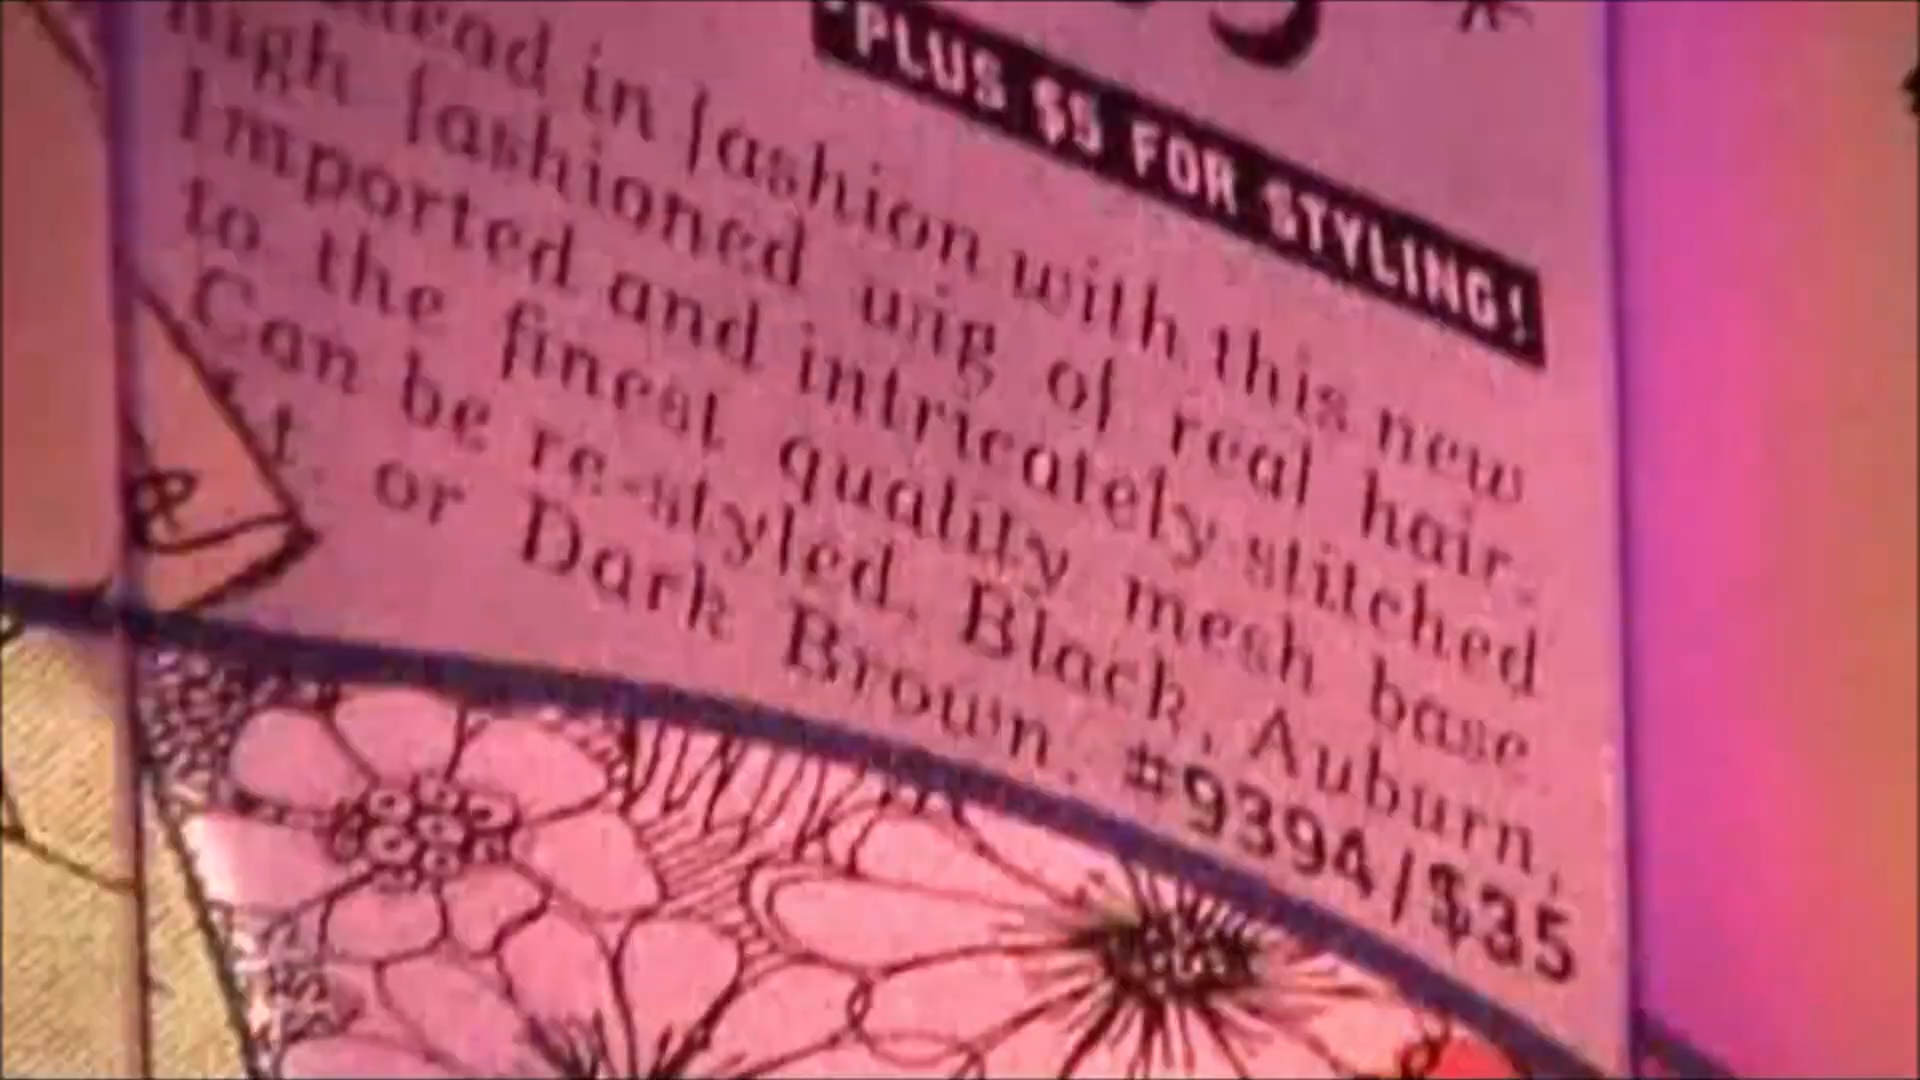 *PLUS $5 FOR STYLING!
in fashion with this new
high fashioned wig of real hair.
Imported and intricately stitched
to the finest quality mesh base
Can be re-styled. Black, Auburn,
or Dark Brown. #9394/$35